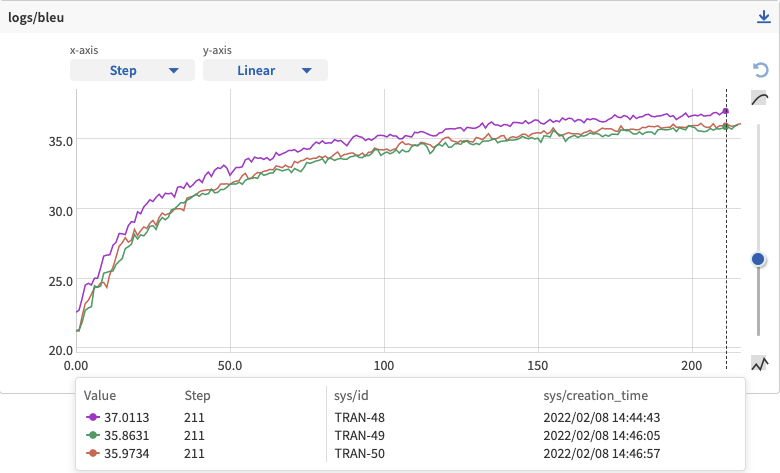 logs/bleu
x-axis y-axis
Step Linear
35.0
30.0
25.0
20.0
0.00 50.0 100 150 200
Value Step sys/id sys/creation_time
37.0113 211 TRAN-48 2022/02/08 14:44:43
35.8631 211 TRAN-49 2022/02/08 14:46:05
35.9734 211 TRAN-50 2022/02/08 14:46:57